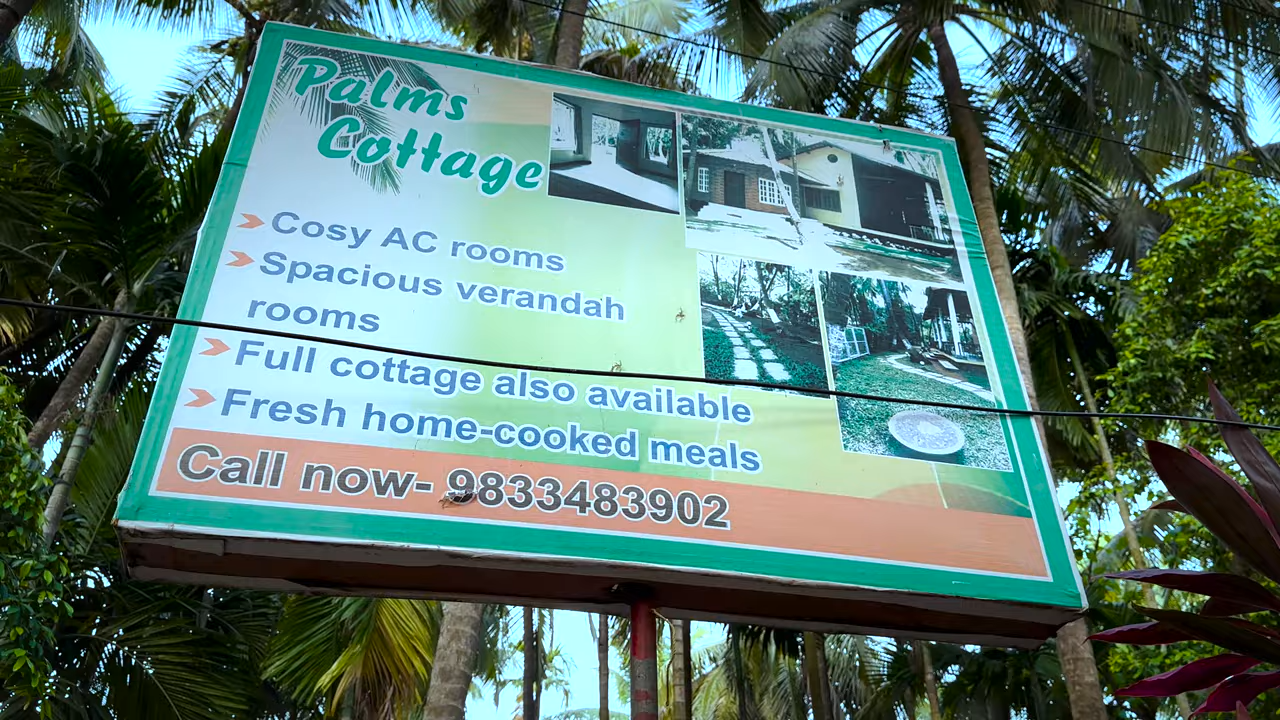 Palms
Cottage
Cosy AC rooms
Spacious verandah
rooms
Full cottage also available
Fresh home-cooked meals
Call now- 9833483902